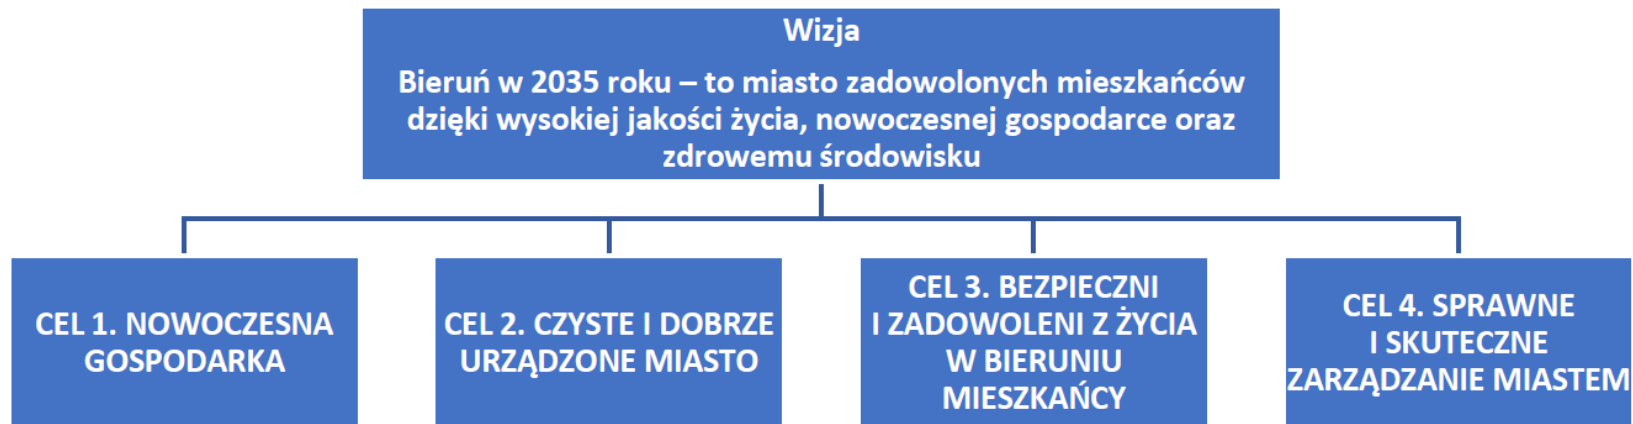 Wizja
Bieruń w 2035 roku – to miasto zadowolonych mieszkańców
dzięki wysokiej jakości życia, nowoczesnej gospodarce oraz
zdrowemu środowisku
CEL 1. NOWOCZESNA
GOSPODARKA
CEL 2. CZYSTE I DOBRZE
URZĄDZONE MIASTO
CEL 3. BEZPIECZNI
I ZADOWOLENI Z ŻYCIA
W BIERUNIU
MIESZKAŃCY
CEL 4. SPRAWNE
I SKUTECZNE
ZARZĄDZANIE MIASTEM